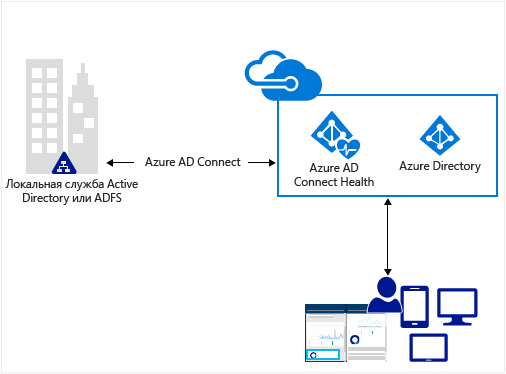 Azure AD Connect
Локальная служба Active
Directory или ADFS
Azure AD
Connect Health
Azure Directory